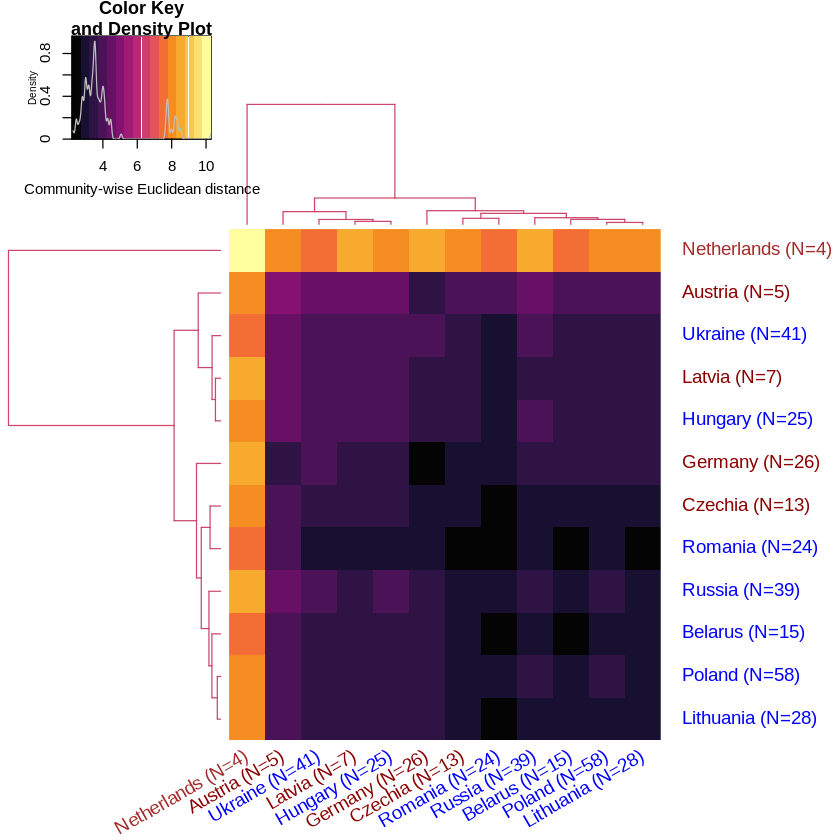 Color Key
and Density Plot
Density
0 0.4 0.8
4 6 8 10
Community-wise Euclidean distance
Netherlands (N=4)
Austria (N=5)
Ukraine (N=41)
Latvia (N=7)
Hungary (N=25)
Germany (N=26)
Czechia (N=13)
Romania (N=24)
Russia (N=39)
Belarus (N=15)
Poland (N=58)
Lithuania (N=28)
Netherlands (N=4)
Austria (N=5)
Ukraine (N=41)
Latvia (N=7)
Hungary (N=25)
Germany (N=26)
Czechia (N=13)
Romania (N=24)
Russia (N=39)
Belarus (N=15)
Poland (N=58)
Lithuania (N=28)